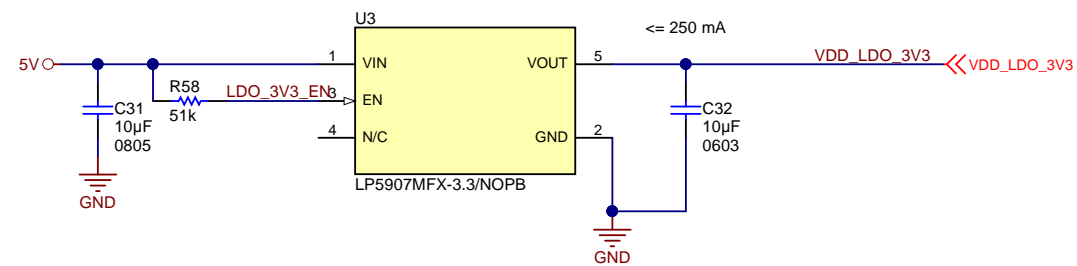 U3
<= 250 mA
5V
1
VIN
VOUT
5
VDD_LDO_3V3
VDD_LDO_3V3
R58
51k
LDO_3V3_EN
3
EN
C31
10µF
0805
C32
10µF
0603
4
N/C
GND
2
LP5907MFX-3.3/NOPB
GND
GND